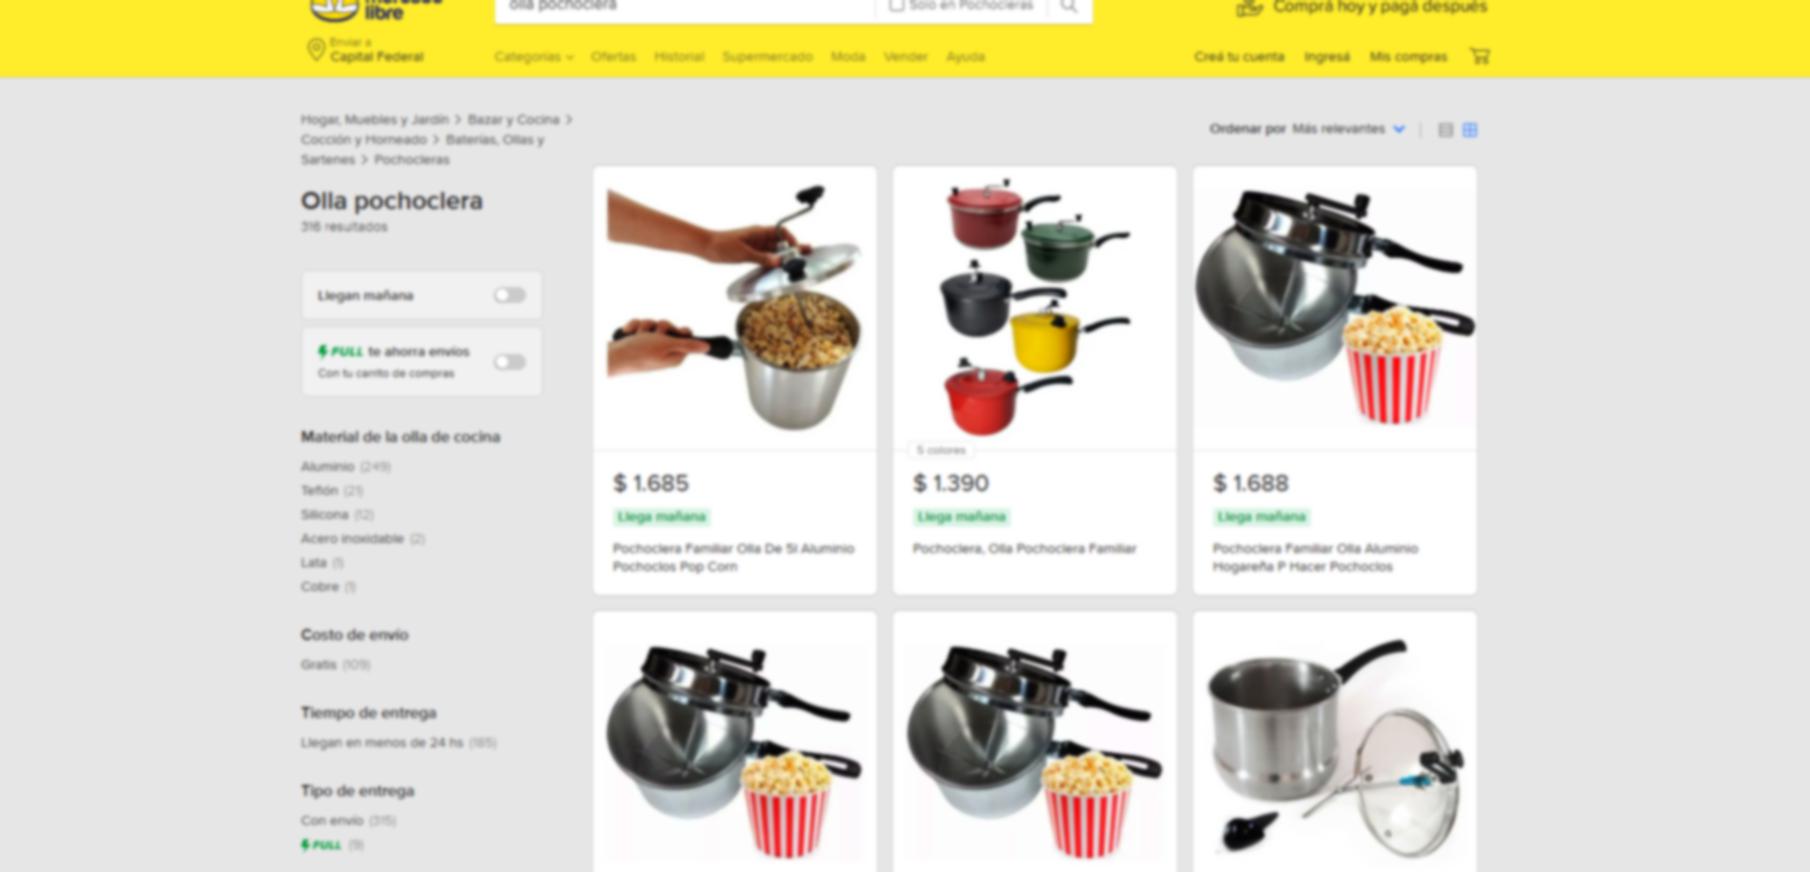 libre
olla pochoclera
Solo en Pochocleras
Comprá hoy y pagá después
Enviar a
Capital Federal
Categorías
Ofertas
Historial
Supermercado
Moda
Vender
Ayuda
Creá tu cuenta
Ingresá
Mis compras
Hogar, Muebles y Jardín > Bazar y Cocina >
Cocción y Horneado > Baterías, Ollas y
Sartenes > Pochocleras
Ordenar por Más relevantes
Olla pochoclera
316 resultados
Llegan mañana
FULL te ahorra envíos
Con tu carrito de compras
Material de la olla de cocina
Aluminio (249)
Teflón (21)
Silicona (12)
Acero inoxidable (2)
Lata (1)
Cobre (1)
Costo de envío
Gratis (109)
Tiempo de entrega
Llegan en menos de 24 hs (185)
Tipo de entrega
Con envío (315)
FULL (9)
$ 1.685
Llega mañana
Pochoclera Familiar Olla De 5l Aluminio
Pochoclos Pop Corn
5 colores
$ 1.390
Llega mañana
Pochoclera, Olla Pochoclera Familiar
$ 1.688
Llega mañana
Pochoclera Familiar Olla Aluminio
Hogareña P Hacer Pochoclos